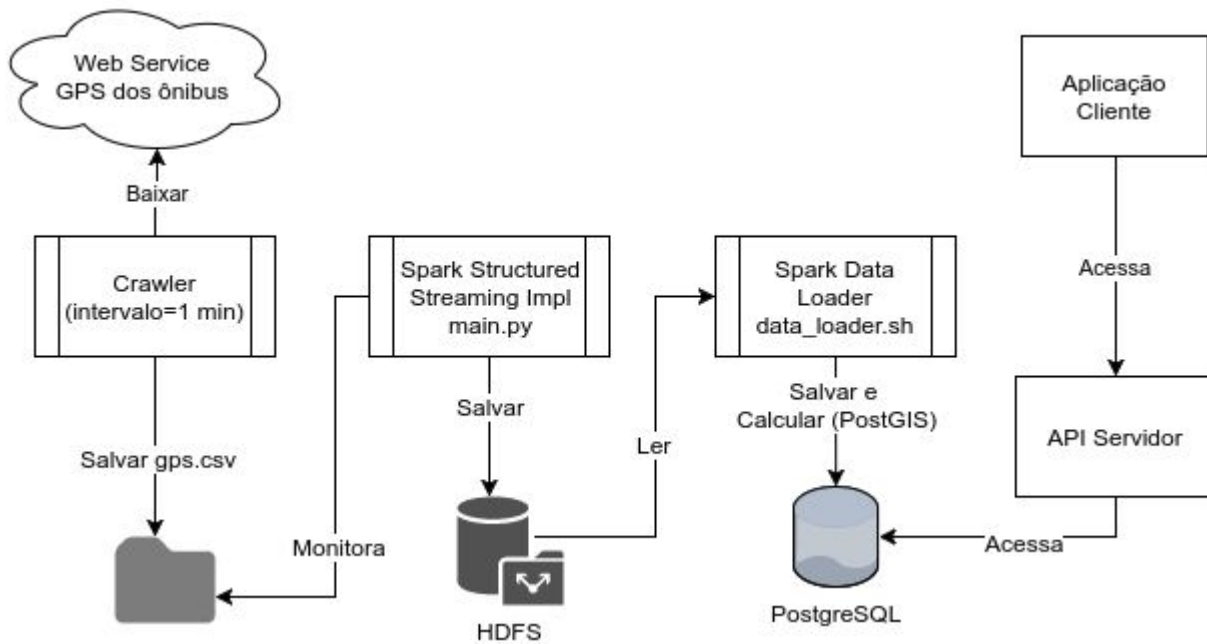 Web Service
GPS dos ônibus
Aplicação
Cliente
Baixar
Crawler
(intervalo=1 min)
Spark Structured
Streaming Impl
main.py
Spark Data
Loader
data_loader.sh
Acessa
Salvar gps.csv
Salvar
Ler
Salvar e
Calcular (PostGIS)
API Servidor
Monitora
Acessa
HDFS
PostgreSQL